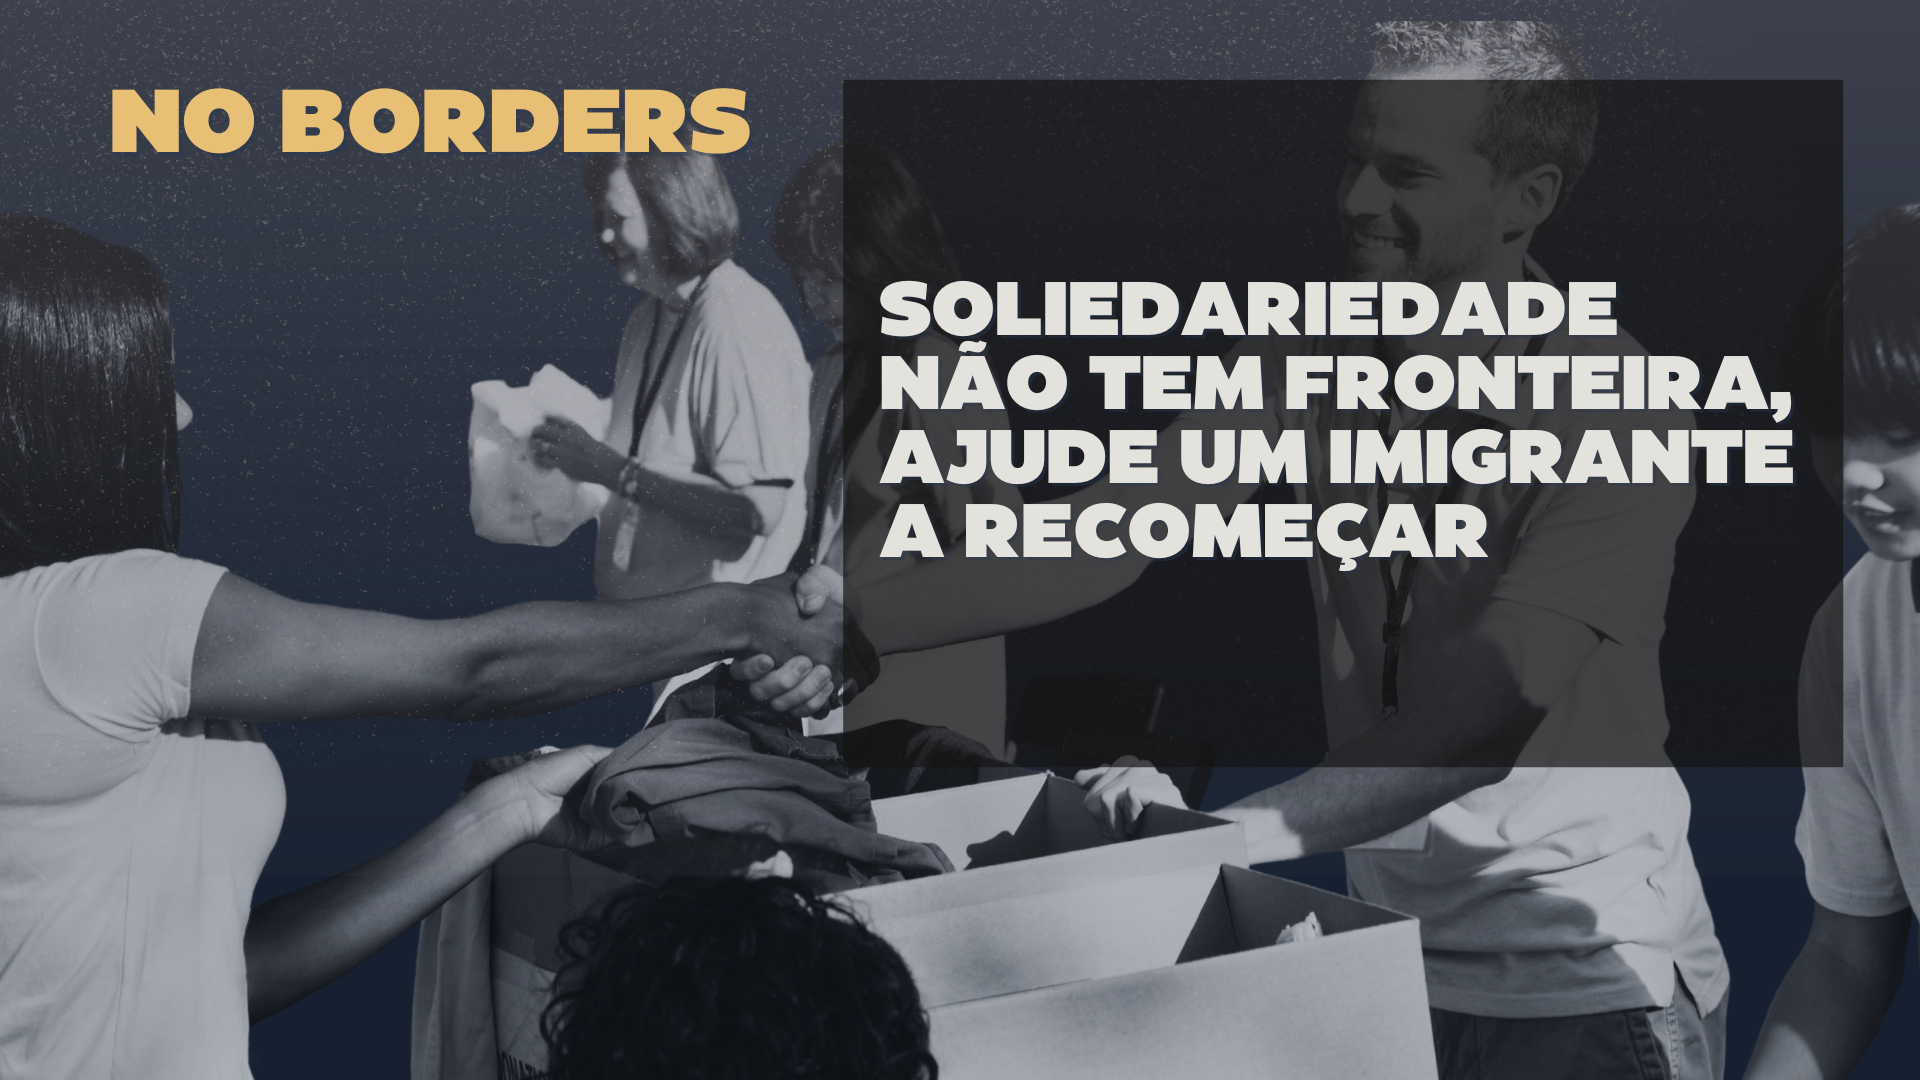 NO BORDERS
SOLIEDARIEDADE
NÃO TEM FRONTEIRA,
AJUDE UM IMIGRANTE
A RECOMEÇAR